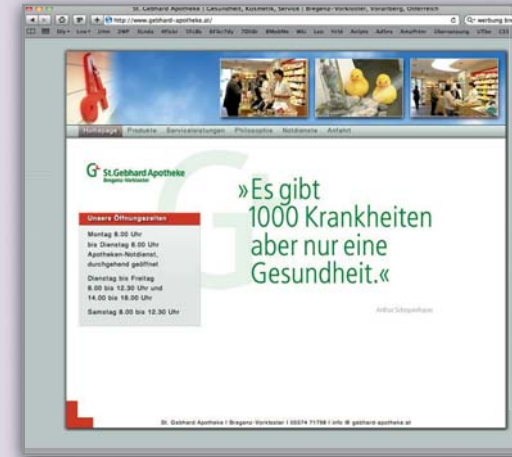 St. Gebhard Apotheke | Gesundheit, Kosmetik, Service | Bregenz-Vorkloster, Vorarlberg, Österreich
http://www.gebhard-apotheke.at/
Homepage Produkte Serviceleistungen Philosophie Notdienste Anfahrt
St.Gebhard Apotheke
Bregenz-Vorkloster
»Es gibt
1000 Krankheiten
aber nur eine
Gesundheit.«
Arthur Schopenhauer
Unsere Öffnungszeiten
Montag 8.00 Uhr
bis Dienstag 8.00 Uhr
Apotheken-Notdienst,
durchgehend geöffnet
Dienstag bis Freitag
8.00 bis 12.30 Uhr und
14.00 bis 18.00 Uhr
Samstag 8.00 bis 12.30 Uhr
St. Gebhard Apotheke | Bregenz-Vorkloster | 05574 71798 | info @ gebhard-apotheke.at